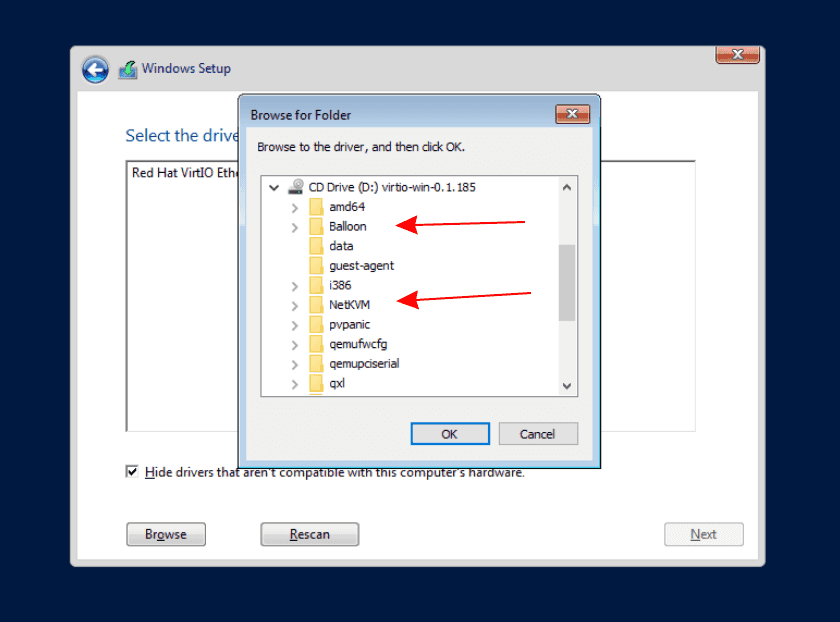 Windows Setup
Select the drive
Red Hat VirtIO Ethe
Browse for Folder
Browse to the driver, and then click OK.
CD Drive (D:) virtio-win-0.1.185
amd64
Balloon
data
guest-agent
i386
NetKVM
pvpanic
qemufwcfg
qemupciserial
qxl
OK
Cancel
Hide drivers that aren't compatible with this computer's hardware.
Browse
Rescan
Next